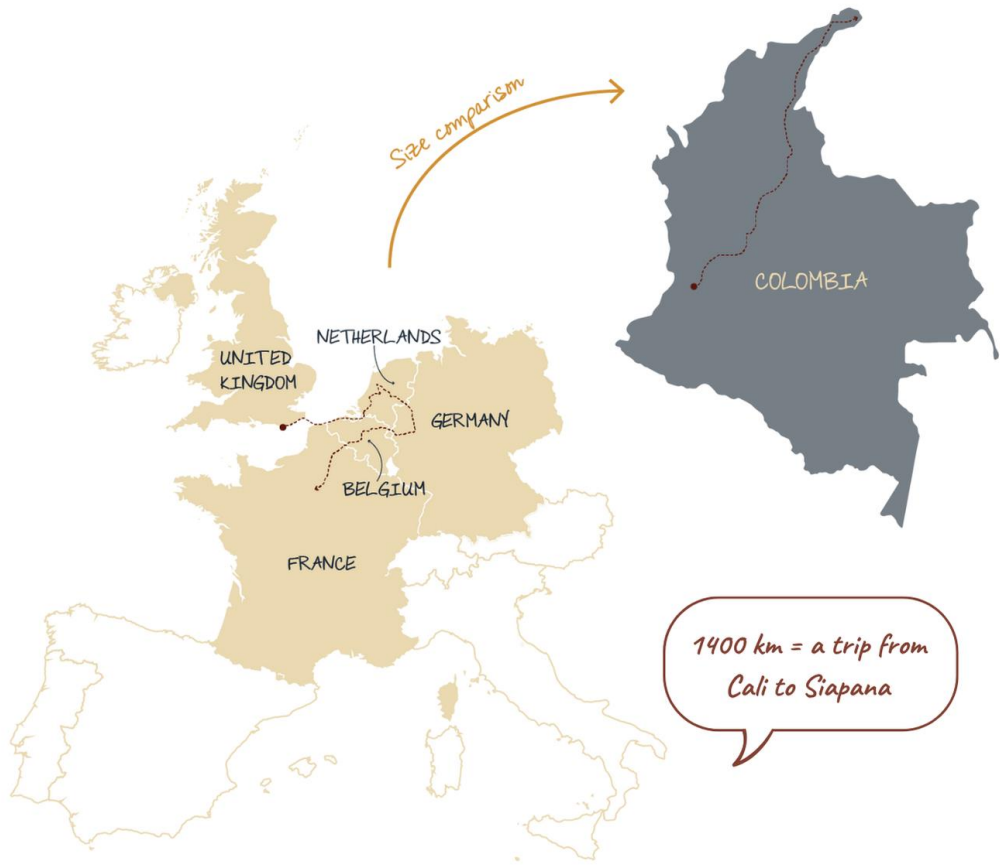 Size comparison
COLOMBIA
NETHERLANDS
UNITED
KINGDOM
GERMANY
BELGIUM
FRANCE
1400 km = a trip from
Cali to Siapana